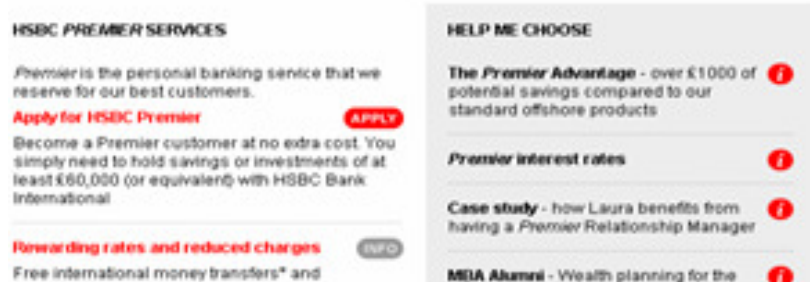 HSBC PREMIER SERVICES
Premier is the personal banking service that we
reserve for our best customers.
Apply for HSBC Premier
APPLY
Become a Premier customer at no extra cost. You
simply need to hold savings or investments of at
least £60,000 (or equivalent) with HSBC Bank
International
Rewarding rates and reduced charges
INFO
Free international money transfers* and
HELP ME CHOOSE
The Premier Advantage - over £1000 of
i
potential savings compared to our
standard offshore products
Premier interest rates
i
Case study - how Laura benefits from
i
having a Premier Relationship Manager
MBA Alumni - Wealth planning for the
i